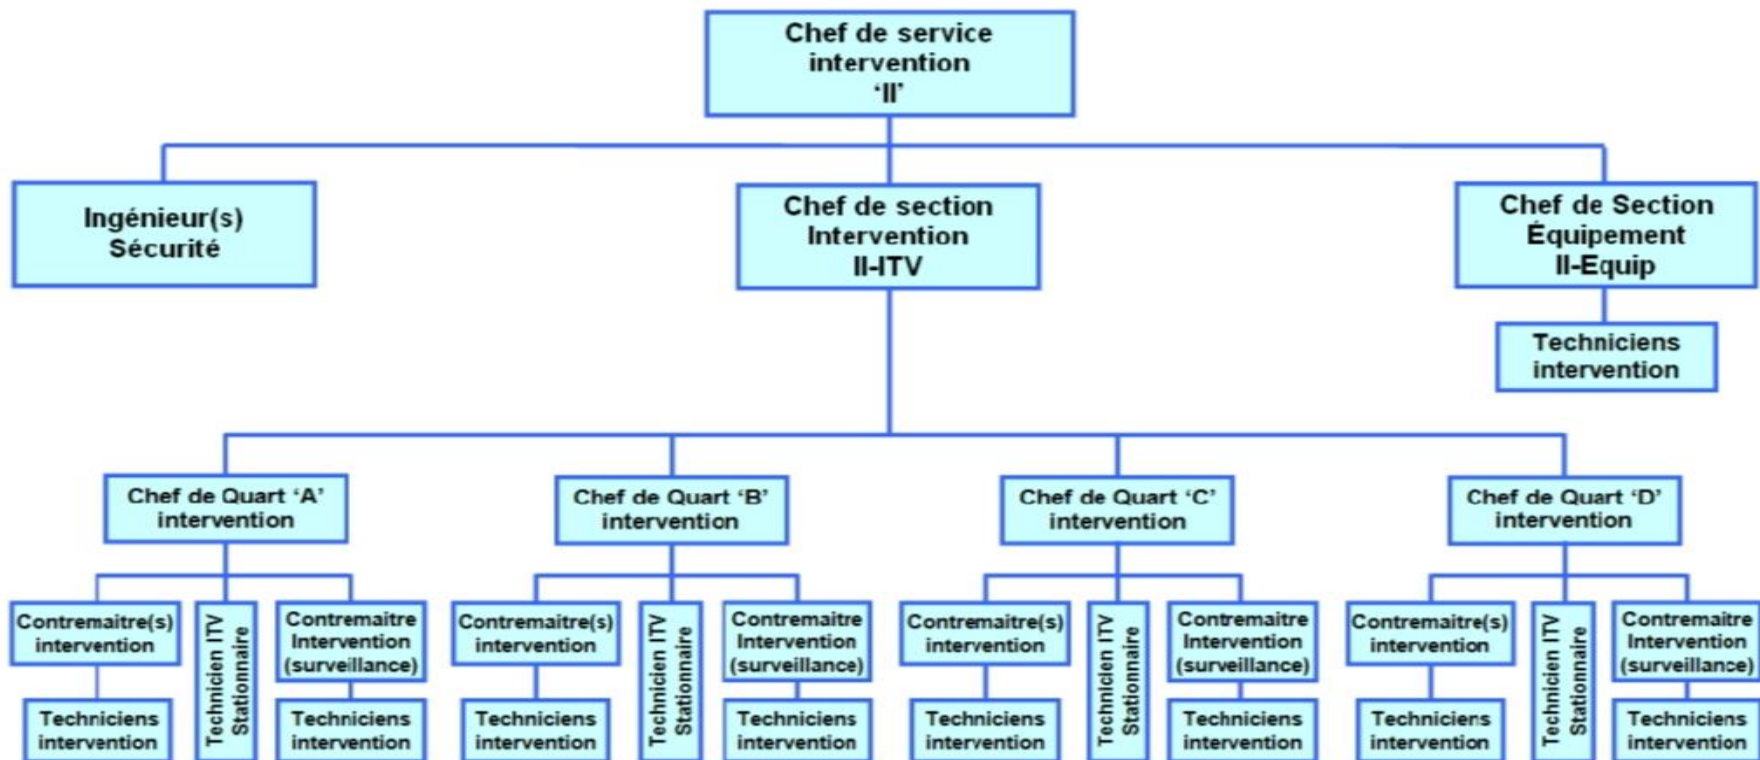 Chef de service
intervention
‘II’
Ingénieur(s)
Sécurité
Chef de section
Intervention
II-ITV
Chef de Section
Équipement
II-Equip
Techniciens
intervention
Chef de Quart ‘A’
intervention
Chef de Quart ‘B’
intervention
Chef de Quart ‘C’
intervention
Chef de Quart ‘D’
intervention
Contremaitre(s)
intervention
Techniciens
intervention
Technicien ITV
Stationnaire
Contremaitre
Intervention
(surveillance)
Techniciens
intervention
Contremaitre(s)
intervention
Techniciens
intervention
Technicien ITV
Stationnaire
Contremaitre
Intervention
(surveillance)
Techniciens
intervention
Contremaitre(s)
intervention
Techniciens
intervention
Technicien ITV
Stationnaire
Contremaitre
Intervention
(surveillance)
Techniciens
intervention
Contremaitre(s)
intervention
Techniciens
intervention
Technicien ITV
Stationnaire
Contremaitre
Intervention
(surveillance)
Techniciens
intervention